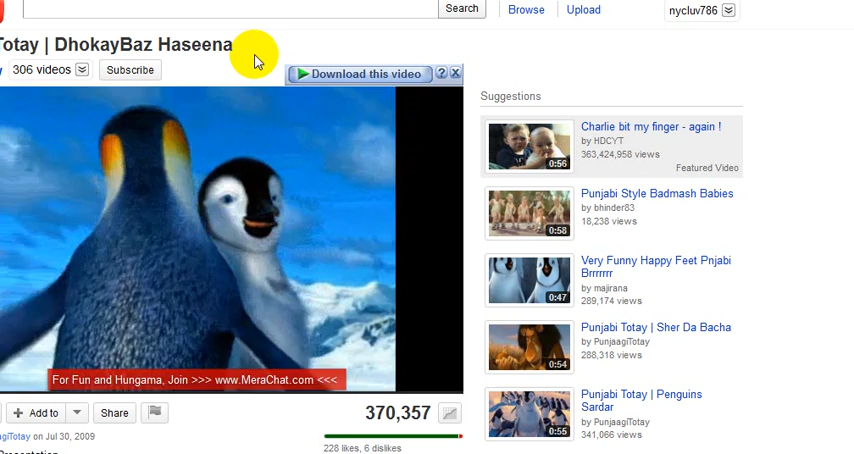 Search
Browse
Upload
nycluv786
Totay | DhokayBaz Haseena
306 videos
Subscribe
Download this video
Suggestions
Charlie bit my finger - again !
by HDCYT
363,424,958 views
Featured Video
0:56
Punjabi Style Badmash Babies
by bhinder83
18,238 views
0:58
Very Funny Happy Feet Pnjabi
Brrrrrrr
by majirana
289,174 views
0:47
Punjabi Totay | Sher Da Bacha
by PunjaagiTotay
288,318 views
0:54
Punjabi Totay | Penguins
Sardar
by PunjaagiTotay
341,066 views
0:55
For Fun and Hungama, Join >>> www.MeraChat.com <<<
+ Add to
Share
370,357
agiTotay on Jul 30, 2009
228 likes, 6 dislikes